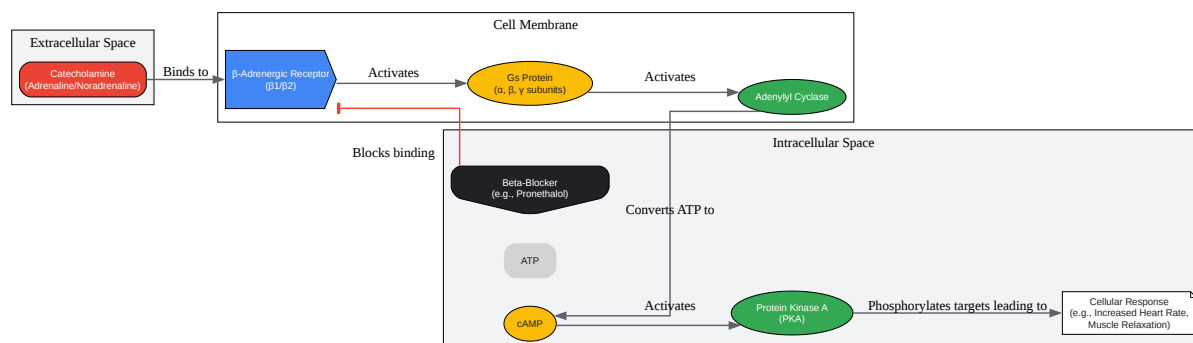 Cell Membrane
Extracellular Space
Catecholamine
(Adrenaline/Noradrenaline)
Binds to
β-Adrenergic Receptor
(β1/β2)
Activates
Gs Protein
(α, β, γ subunits)
Activates
Adenylyl Cyclase
Intracellular Space
Blocks binding
Beta-Blocker
(e.g., Pronethalol)
Converts ATP to
ATP
cAMP
Activates
Protein Kinase A
(PKA)
Phosphorylates targets leading to
Cellular Response
(e.g., Increased Heart Rate,
Muscle Relaxation)